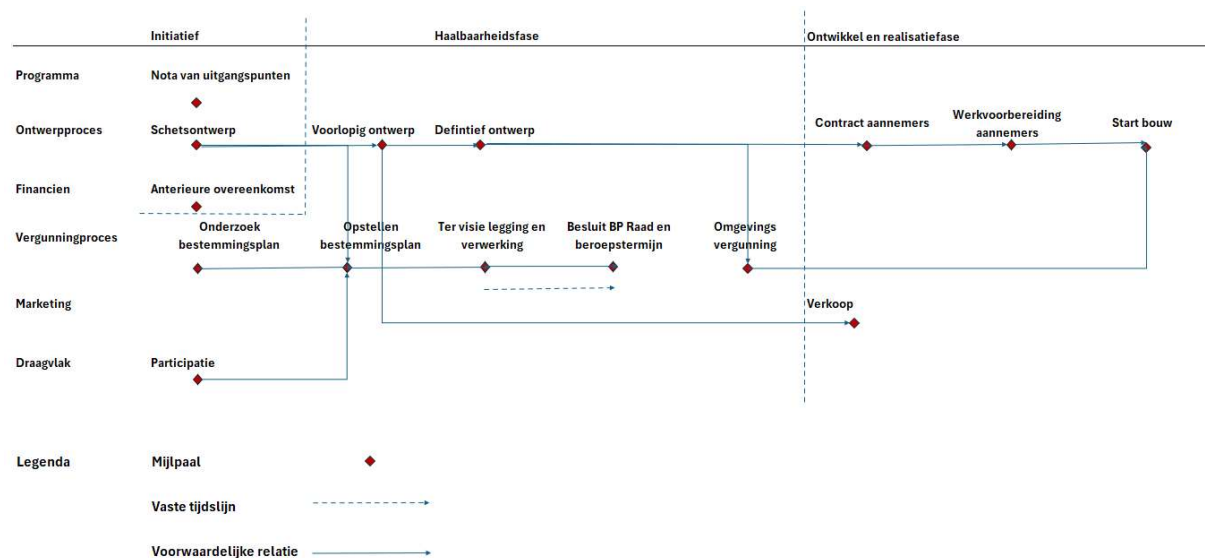 Initiatief
Haalbaarheidsfase
Ontwikkel en realisatiefase
Programma
Nota van uitgangspunten
Ontwerpproces
Schetsontwerp
Voorlopig ontwerp
Defintief ontwerp
Contract aannemers
Werkvoorbereiding
aannemers
Start bouw
Financien
Anterieure overeenkomst
Vergunningproces
Onderzoek
bestemmingsplan
Opstellen
bestemmingsplan
Ter visie legging en
verwerking
Besluit BP Raad en
beroepstermijn
Omgevings
vergunning
Marketing
Verkoop
Draagvlak
Participatie
Legenda
Mijlpaal
Vaste tijdslijn
Voorwaardelijke relatie